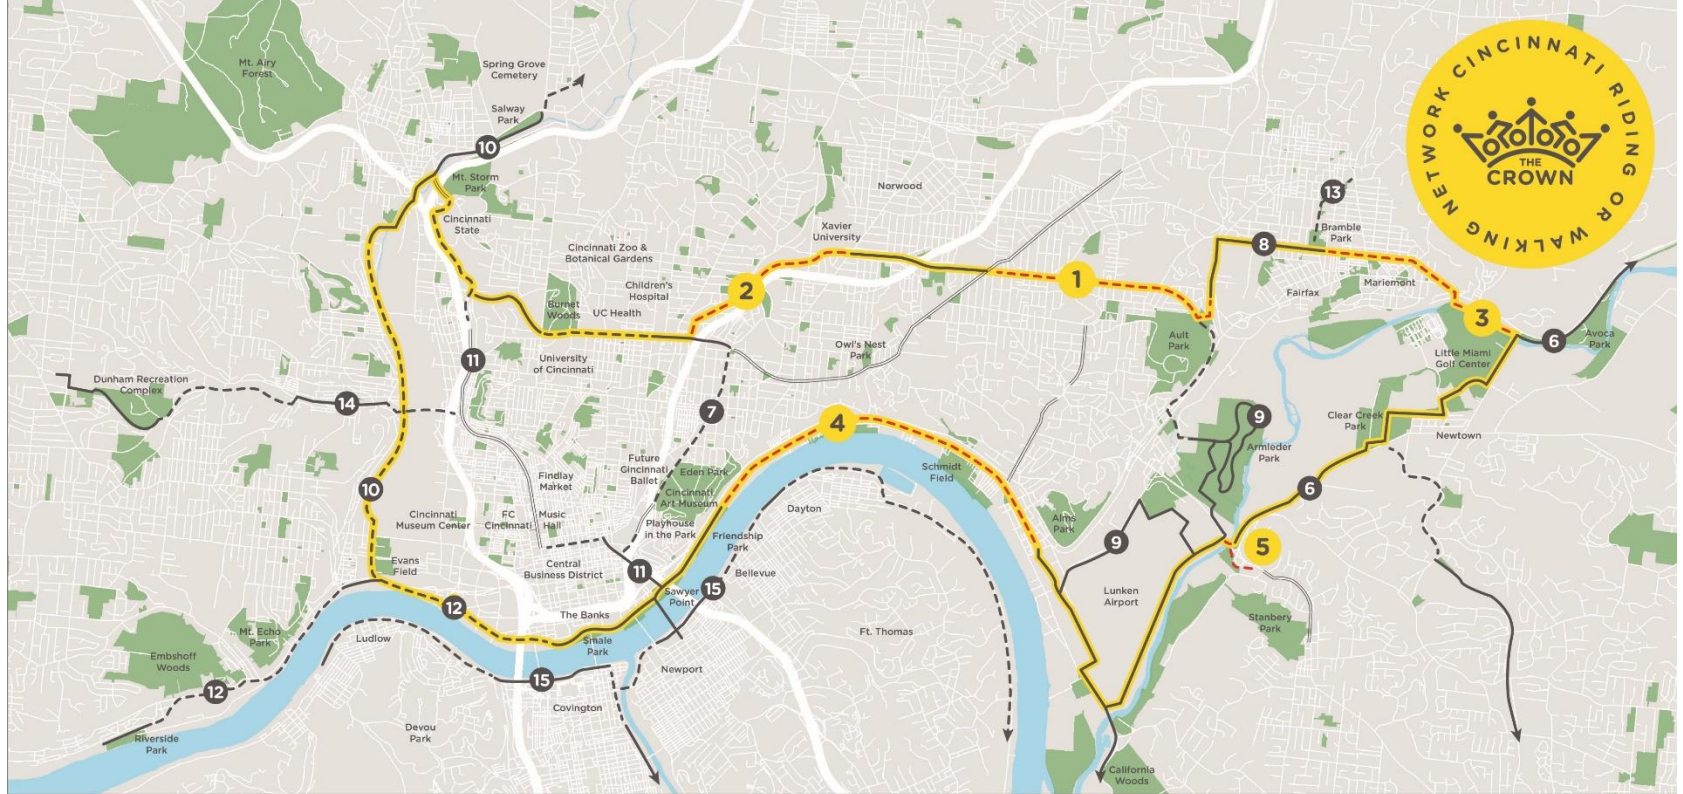 CINCINNATI RIDING OR WALKING NETWORK
THE
CROWN
Mt. Airy
Forest
Spring Grove
Cemetery
Salway
Park
10
Mt. Storm
Park
Norwood
13
Bramble
Park
Cincinnati
State
Xavier
University
8
Cincinnati Zoo &
Botanical Gardens
Children's
Hospital
2
1
Fairfax
Mariemont
Burnet
Woods
UC Health
3
Ault
Park
Owl's Nest
Park
6
Avoca
Park
11
University
of Cincinnati
Little Miami
Golf Center
Dunham Recreation
Complex
14
7
4
9
Clear Creek
Park
Newtown
Armleder
Park
Future
Cincinnati
Ballet
Eden Park
Schmidt
Field
Findlay
Market
10
Cincinnati
Art Museum
6
Dayton
Cincinnati
Museum Center
FC
Cincinnati
Music
Hall
Playhouse
in the Park
Alms
Park
Friendship
Park
9
5
Evans
Field
Central
Business District
11
Bellevue
15
Sawyer
Point
Lunken
Airport
12
The Banks
Stanbery
Park
Mt. Echo
Park
Ludlow
Smale
Park
Ft. Thomas
Embshoff
Woods
Newport
15
12
Covington
Devou
Park
Riverside
Park
California
Woods